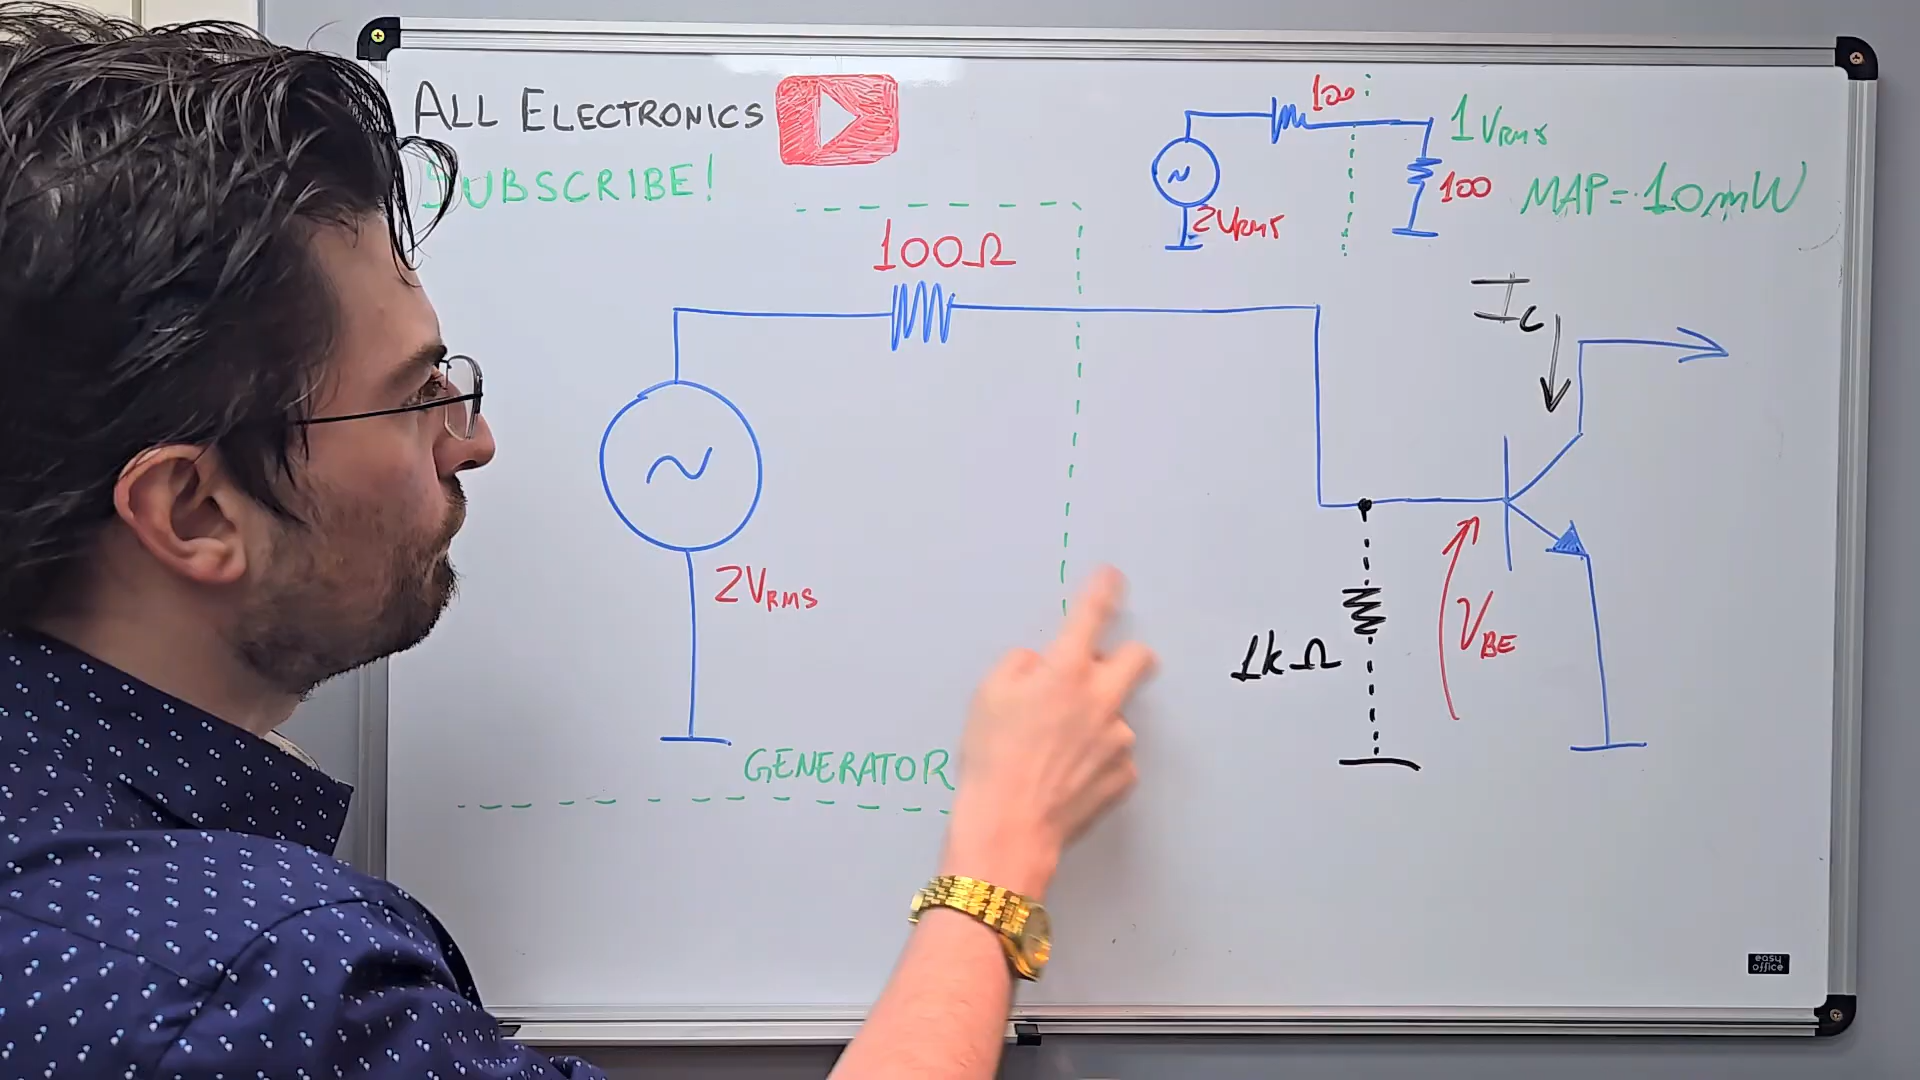 ALL ELECTRONICS
SUBSCRIBE!
100
1VRMS
100
MAP=10mW
2VRMS
100Ω
IC
2VRMS
1kΩ
VBE
GENERATOR
easy
office